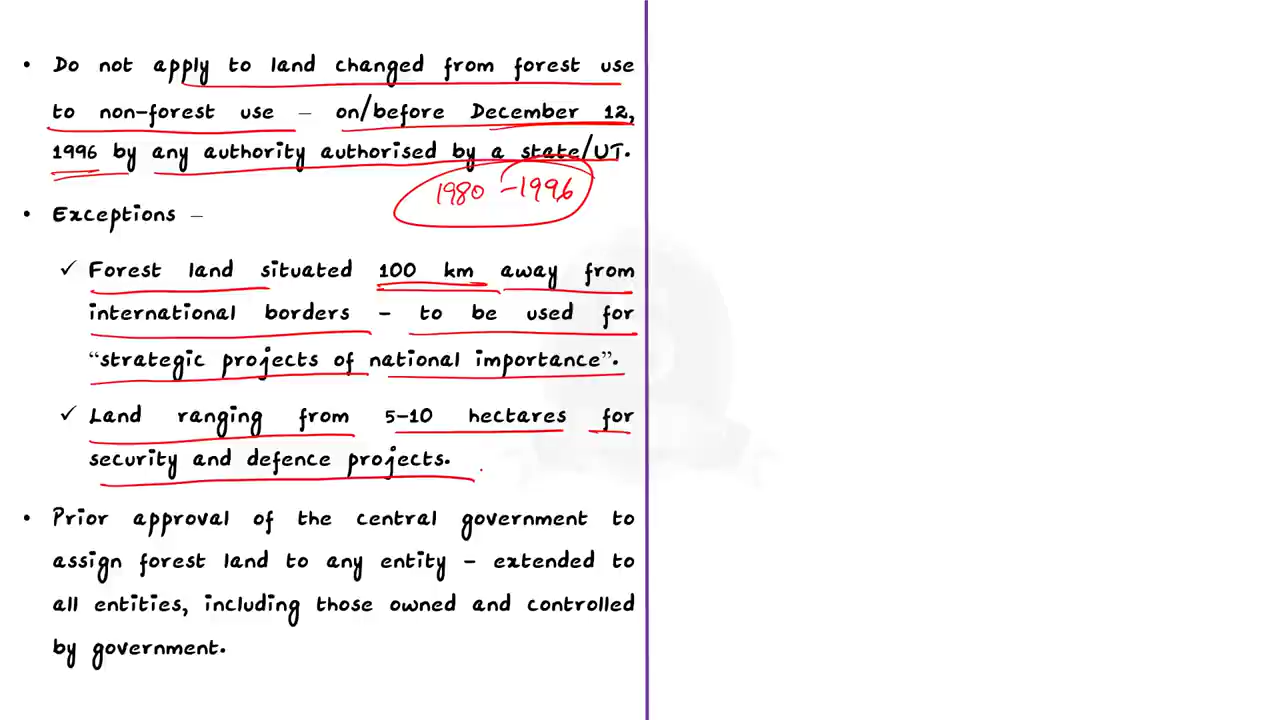 • Do not apply to land changed from forest use
to non-forest use – on/before December 12,
1996 by any authority authorised by a state/UT.
1980 – 1996
• Exceptions –
✓ Forest land situated 100 km away from
international borders – to be used for
“strategic projects of national importance”.
✓ Land ranging from 5–10 hectares for
security and defence projects.
• Prior approval of the central government to
assign forest land to any entity – extended to
all entities, including those owned and controlled
by government.